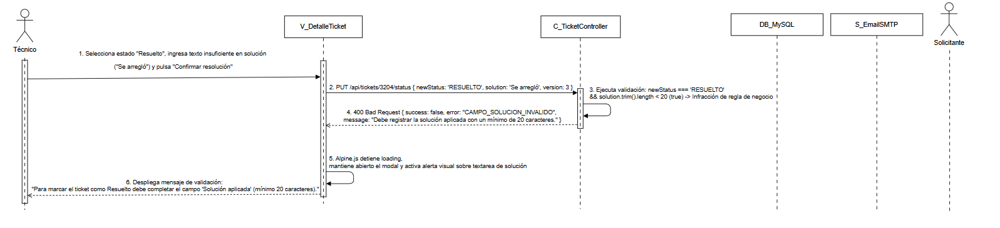 Técnico
V_DetalleTicket
C_TicketController
DB_MySQL
S_EmailSMTP
Solicitante
1. Selecciona estado "Resuelto", ingresa texto insuficiente en solución
("Se arregló") y pulsa "Confirmar resolución"
2. PUT /api/tickets/3204/status { newStatus: 'RESUELTO', solution: 'Se arregló', version: 3 }
3. Ejecuta validación: newStatus === 'RESUELTO'
&& solution.trim().length < 20 (true) -> Infracción de regla de negocio
4. 400 Bad Request { success: false, error: "CAMPO_SOLUCION_INVALIDO",
message: "Debe registrar la solución aplicada con un mínimo de 20 caracteres." }
5. Alpine.js detiene loading,
mantiene abierto el modal y activa alerta visual sobre textarea de solución
6. Despliega mensaje de validación:
"Para marcar el ticket como Resuelto debe completar el campo 'Solución aplicada' (mínimo 20 caracteres)."